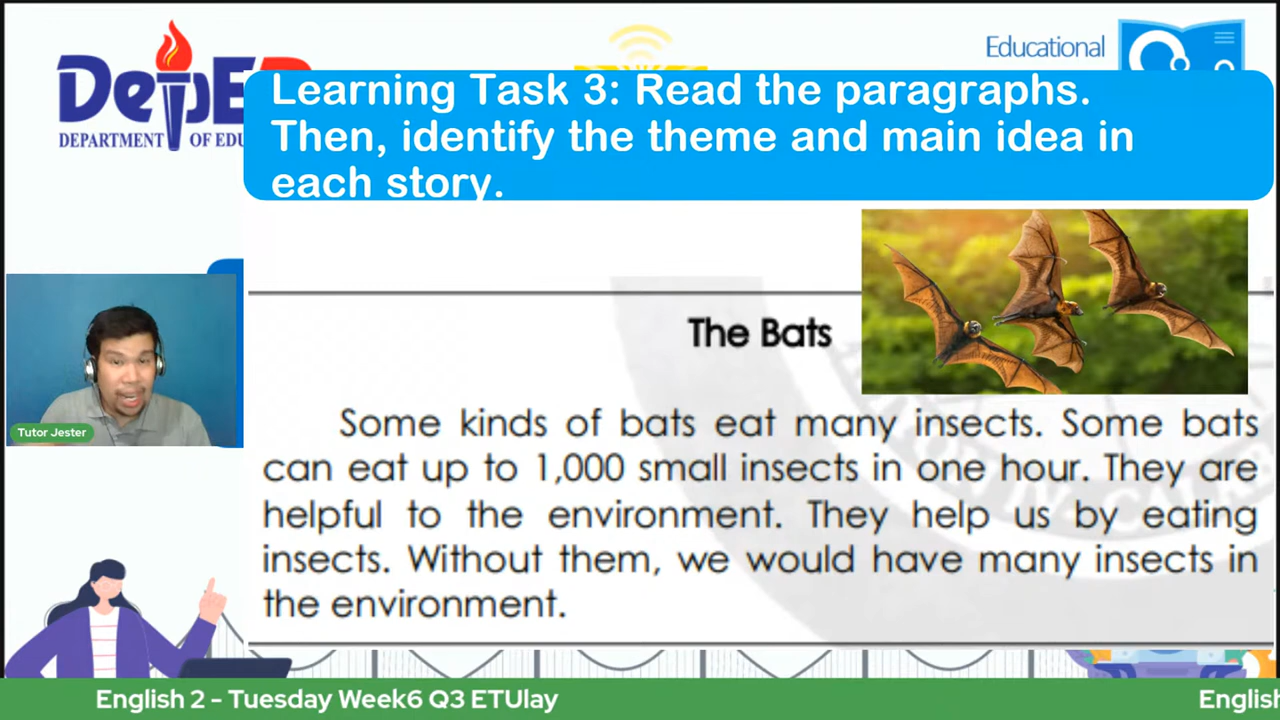 DepED
DEPARTMENT OF EDU
Educational
Learning Task 3: Read the paragraphs.
Then, identify the theme and main idea in
each story.
The Bats
Some kinds of bats eat many insects. Some bats
can eat up to 1,000 small insects in one hour. They are
helpful to the environment. They help us by eating
insects. Without them, we would have many insects in
the environment.
Tutor Jester
English 2 - Tuesday Week6 Q3 ETUlay
English